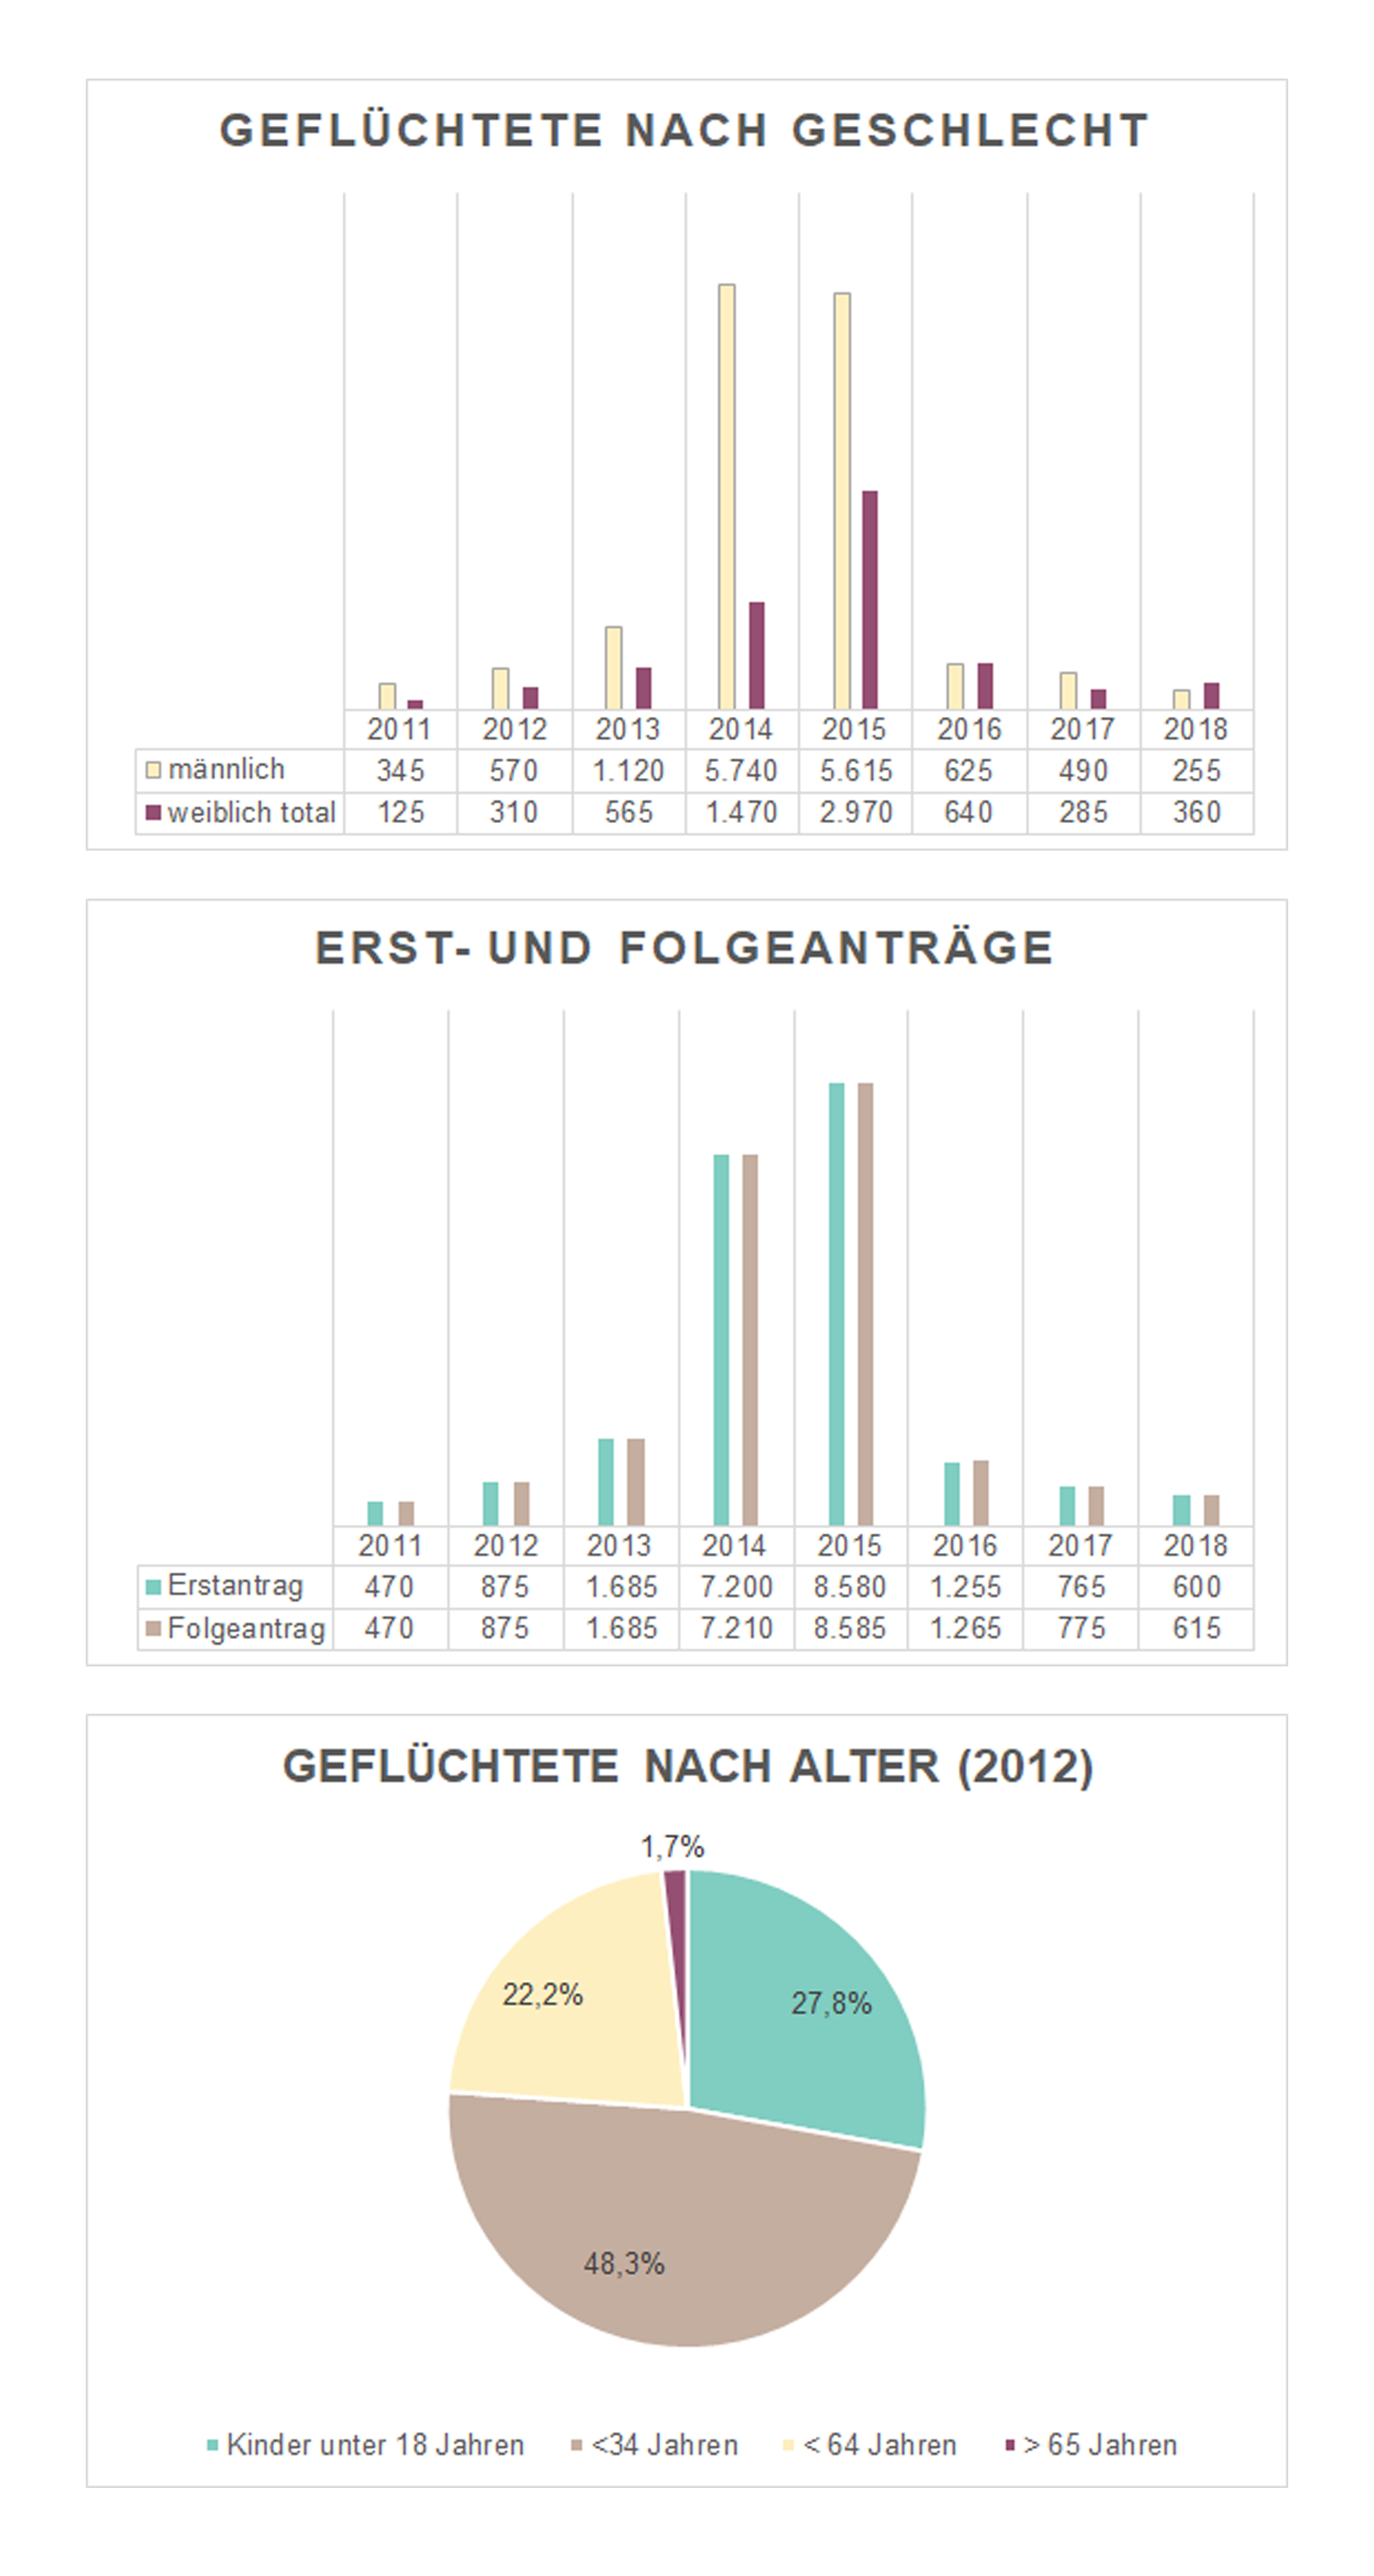 GEFLÜCHTETE NACH GESCHLECHT
2011 2012 2013 2014 2015 2016 2017 2018
männlich 345 570 1.120 5.740 5.615 625 490 255
weiblich total 125 310 565 1.470 2.970 640 285 360
ERST- UND FOLGEANTRÄGE
2011 2012 2013 2014 2015 2016 2017 2018
Erstantrag 470 875 1.685 7.200 8.580 1.255 765 600
Folgeantrag 470 875 1.685 7.210 8.585 1.265 775 615
GEFLÜCHTETE NACH ALTER (2012)
1,7%
22,2%
27,8%
48,3%
Kinder unter 18 Jahren <34 Jahren < 64 Jahren > 65 Jahren